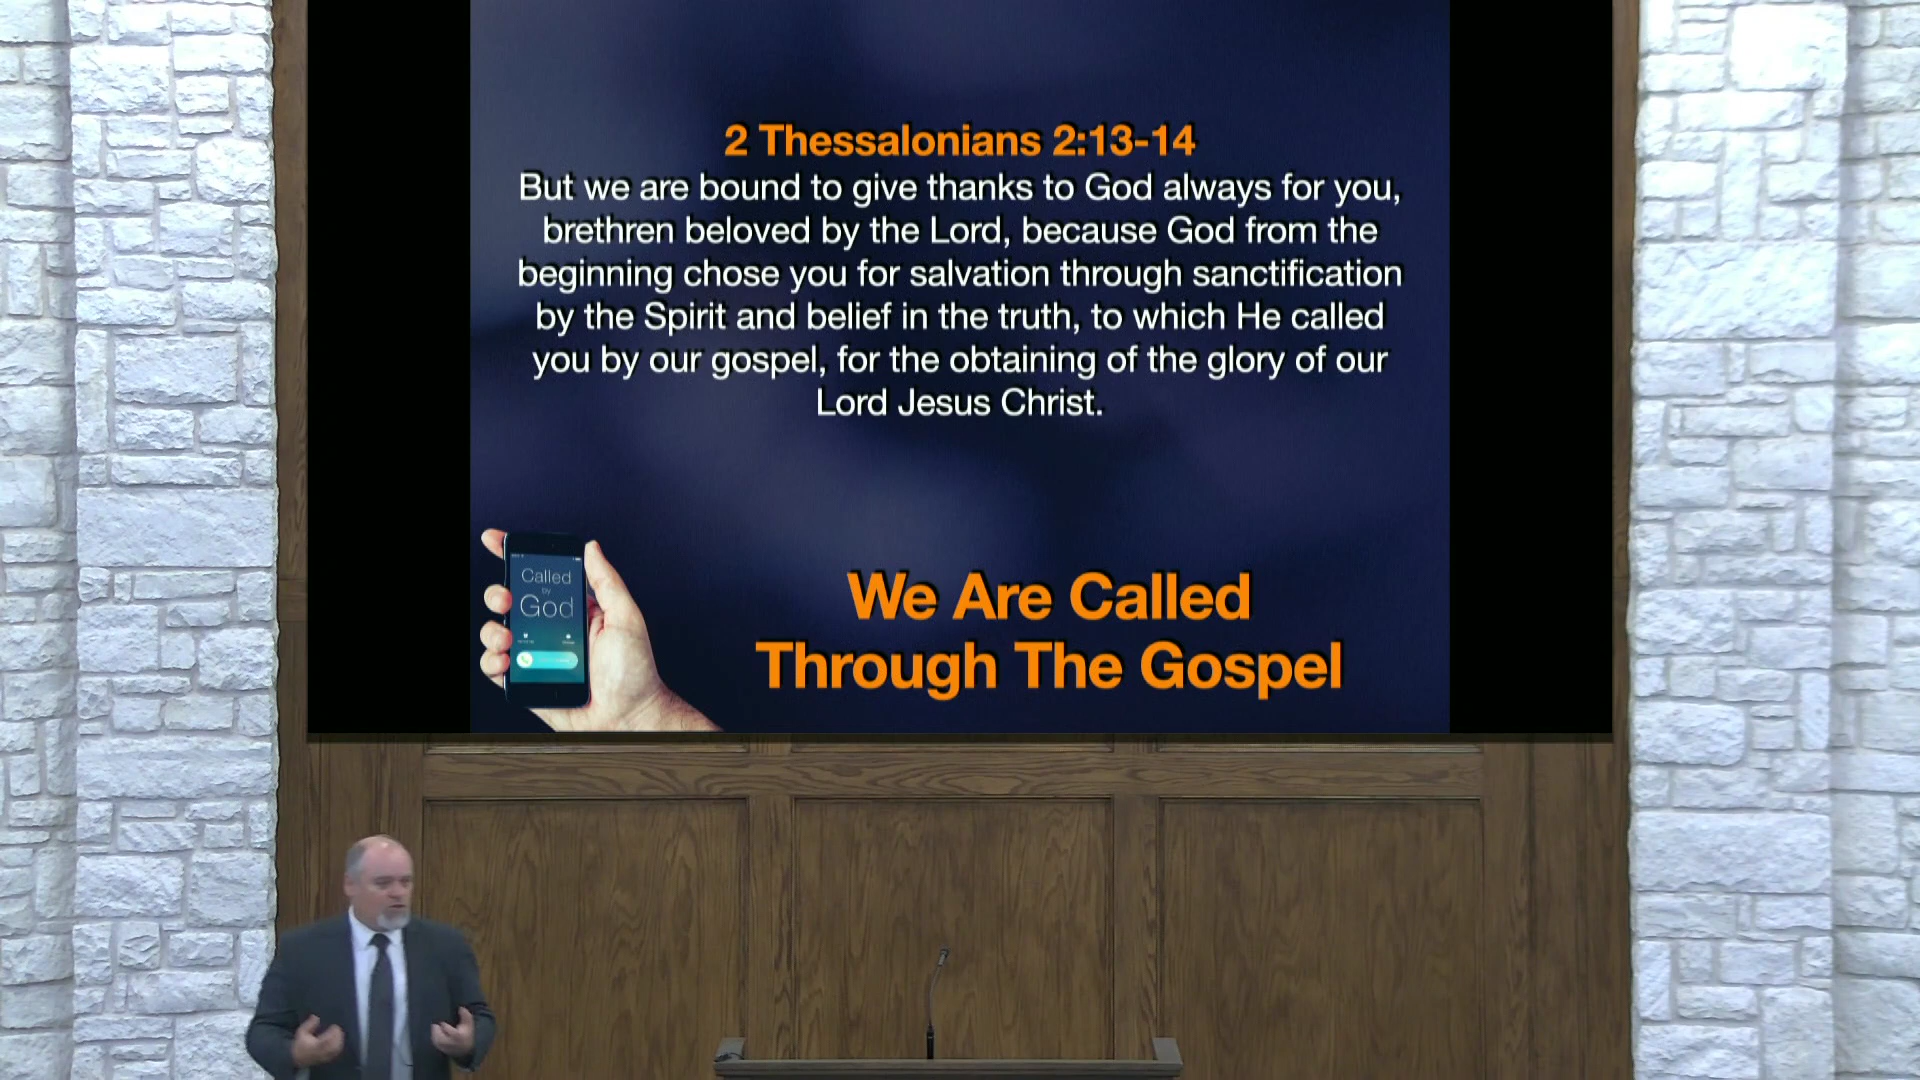 2 Thessalonians 2:13-14
But we are bound to give thanks to God always for you,
brethren beloved by the Lord, because God from the
beginning chose you for salvation through sanctification
by the Spirit and belief in the truth, to which He called
you by our gospel, for the obtaining of the glory of our
Lord Jesus Christ.
Called
by
God
We Are Called
Through The Gospel